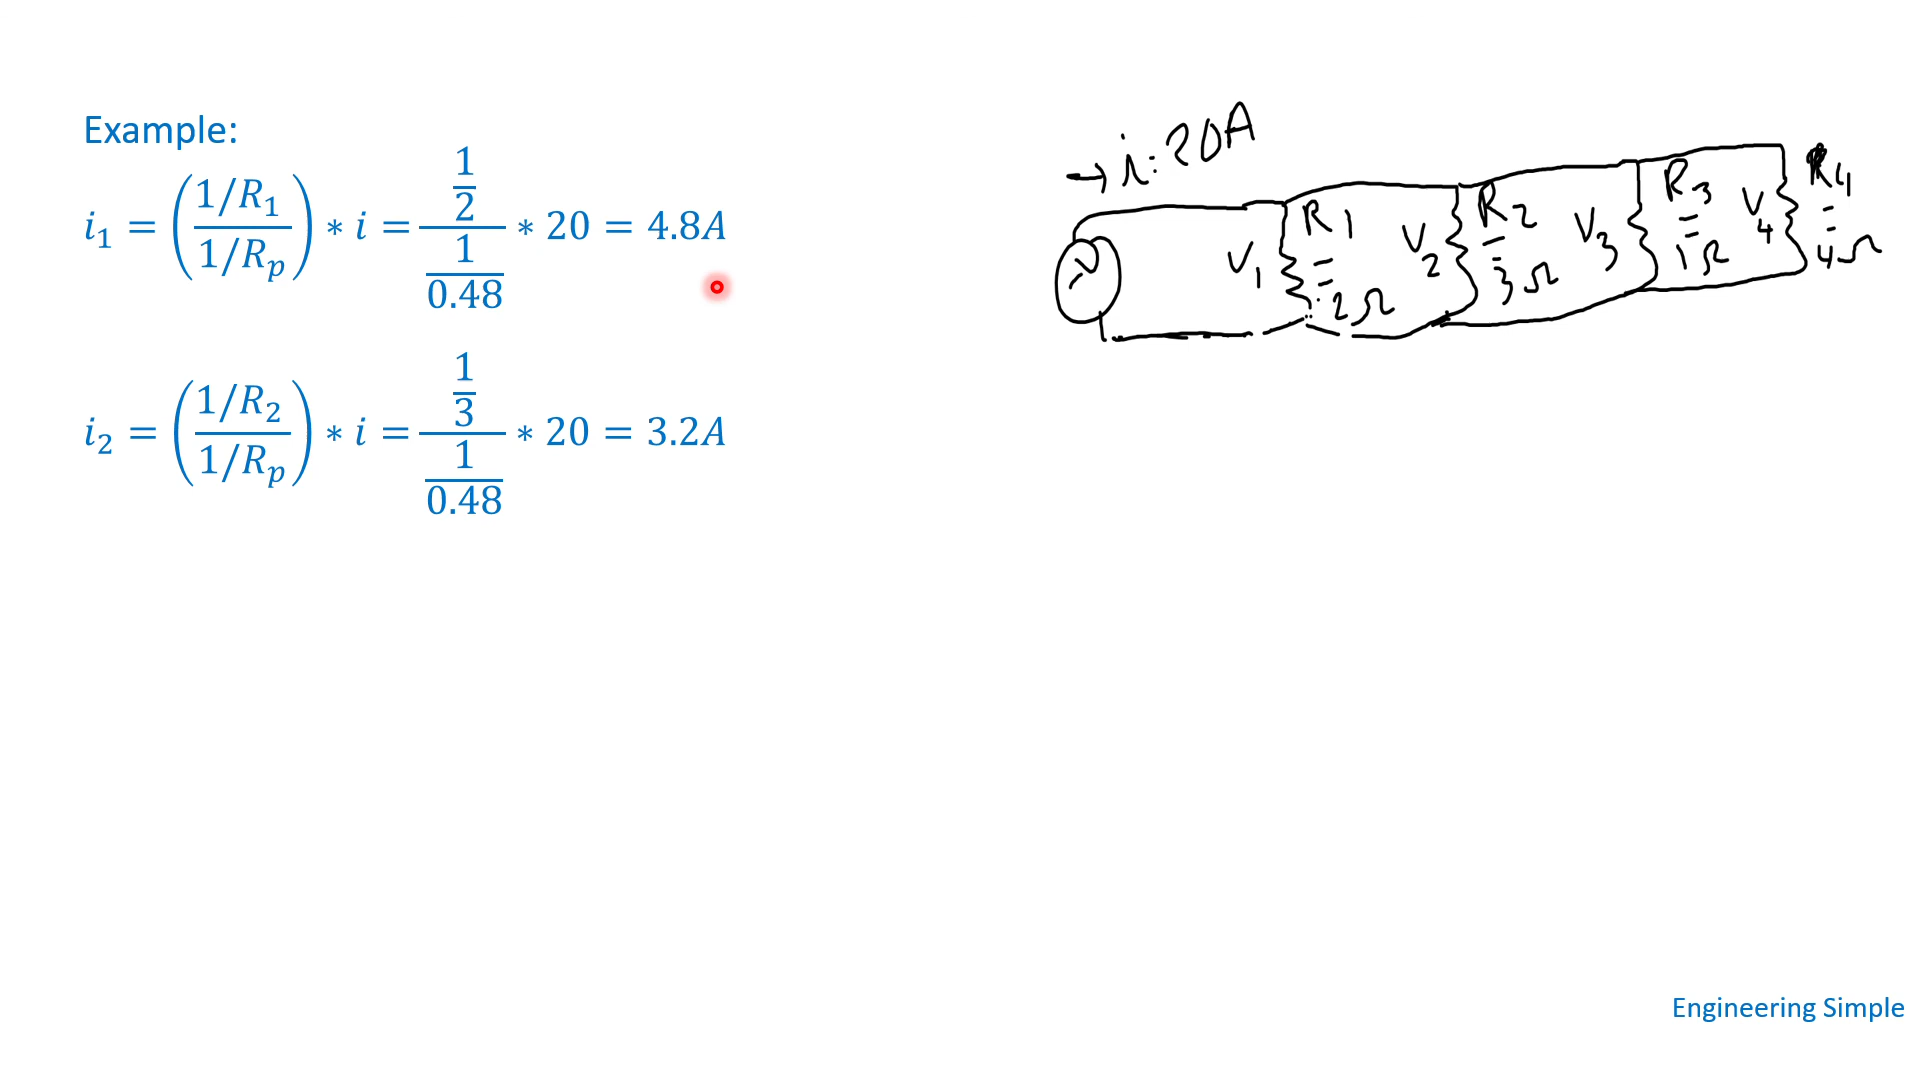 Example:
i₁ = ((1/R₁)/(1/Rₚ)) * i = (1/2)/(1/0.48) * 20 = 4.8A
i₂ = ((1/R₂)/(1/Rₚ)) * i = (1/3)/(1/0.48) * 20 = 3.2A
→ i: 20A
V1 R1 = 2Ω
V2 R2 = 3Ω
V3 R3 = 1Ω
V4 R4 = 4Ω
Engineering Simple